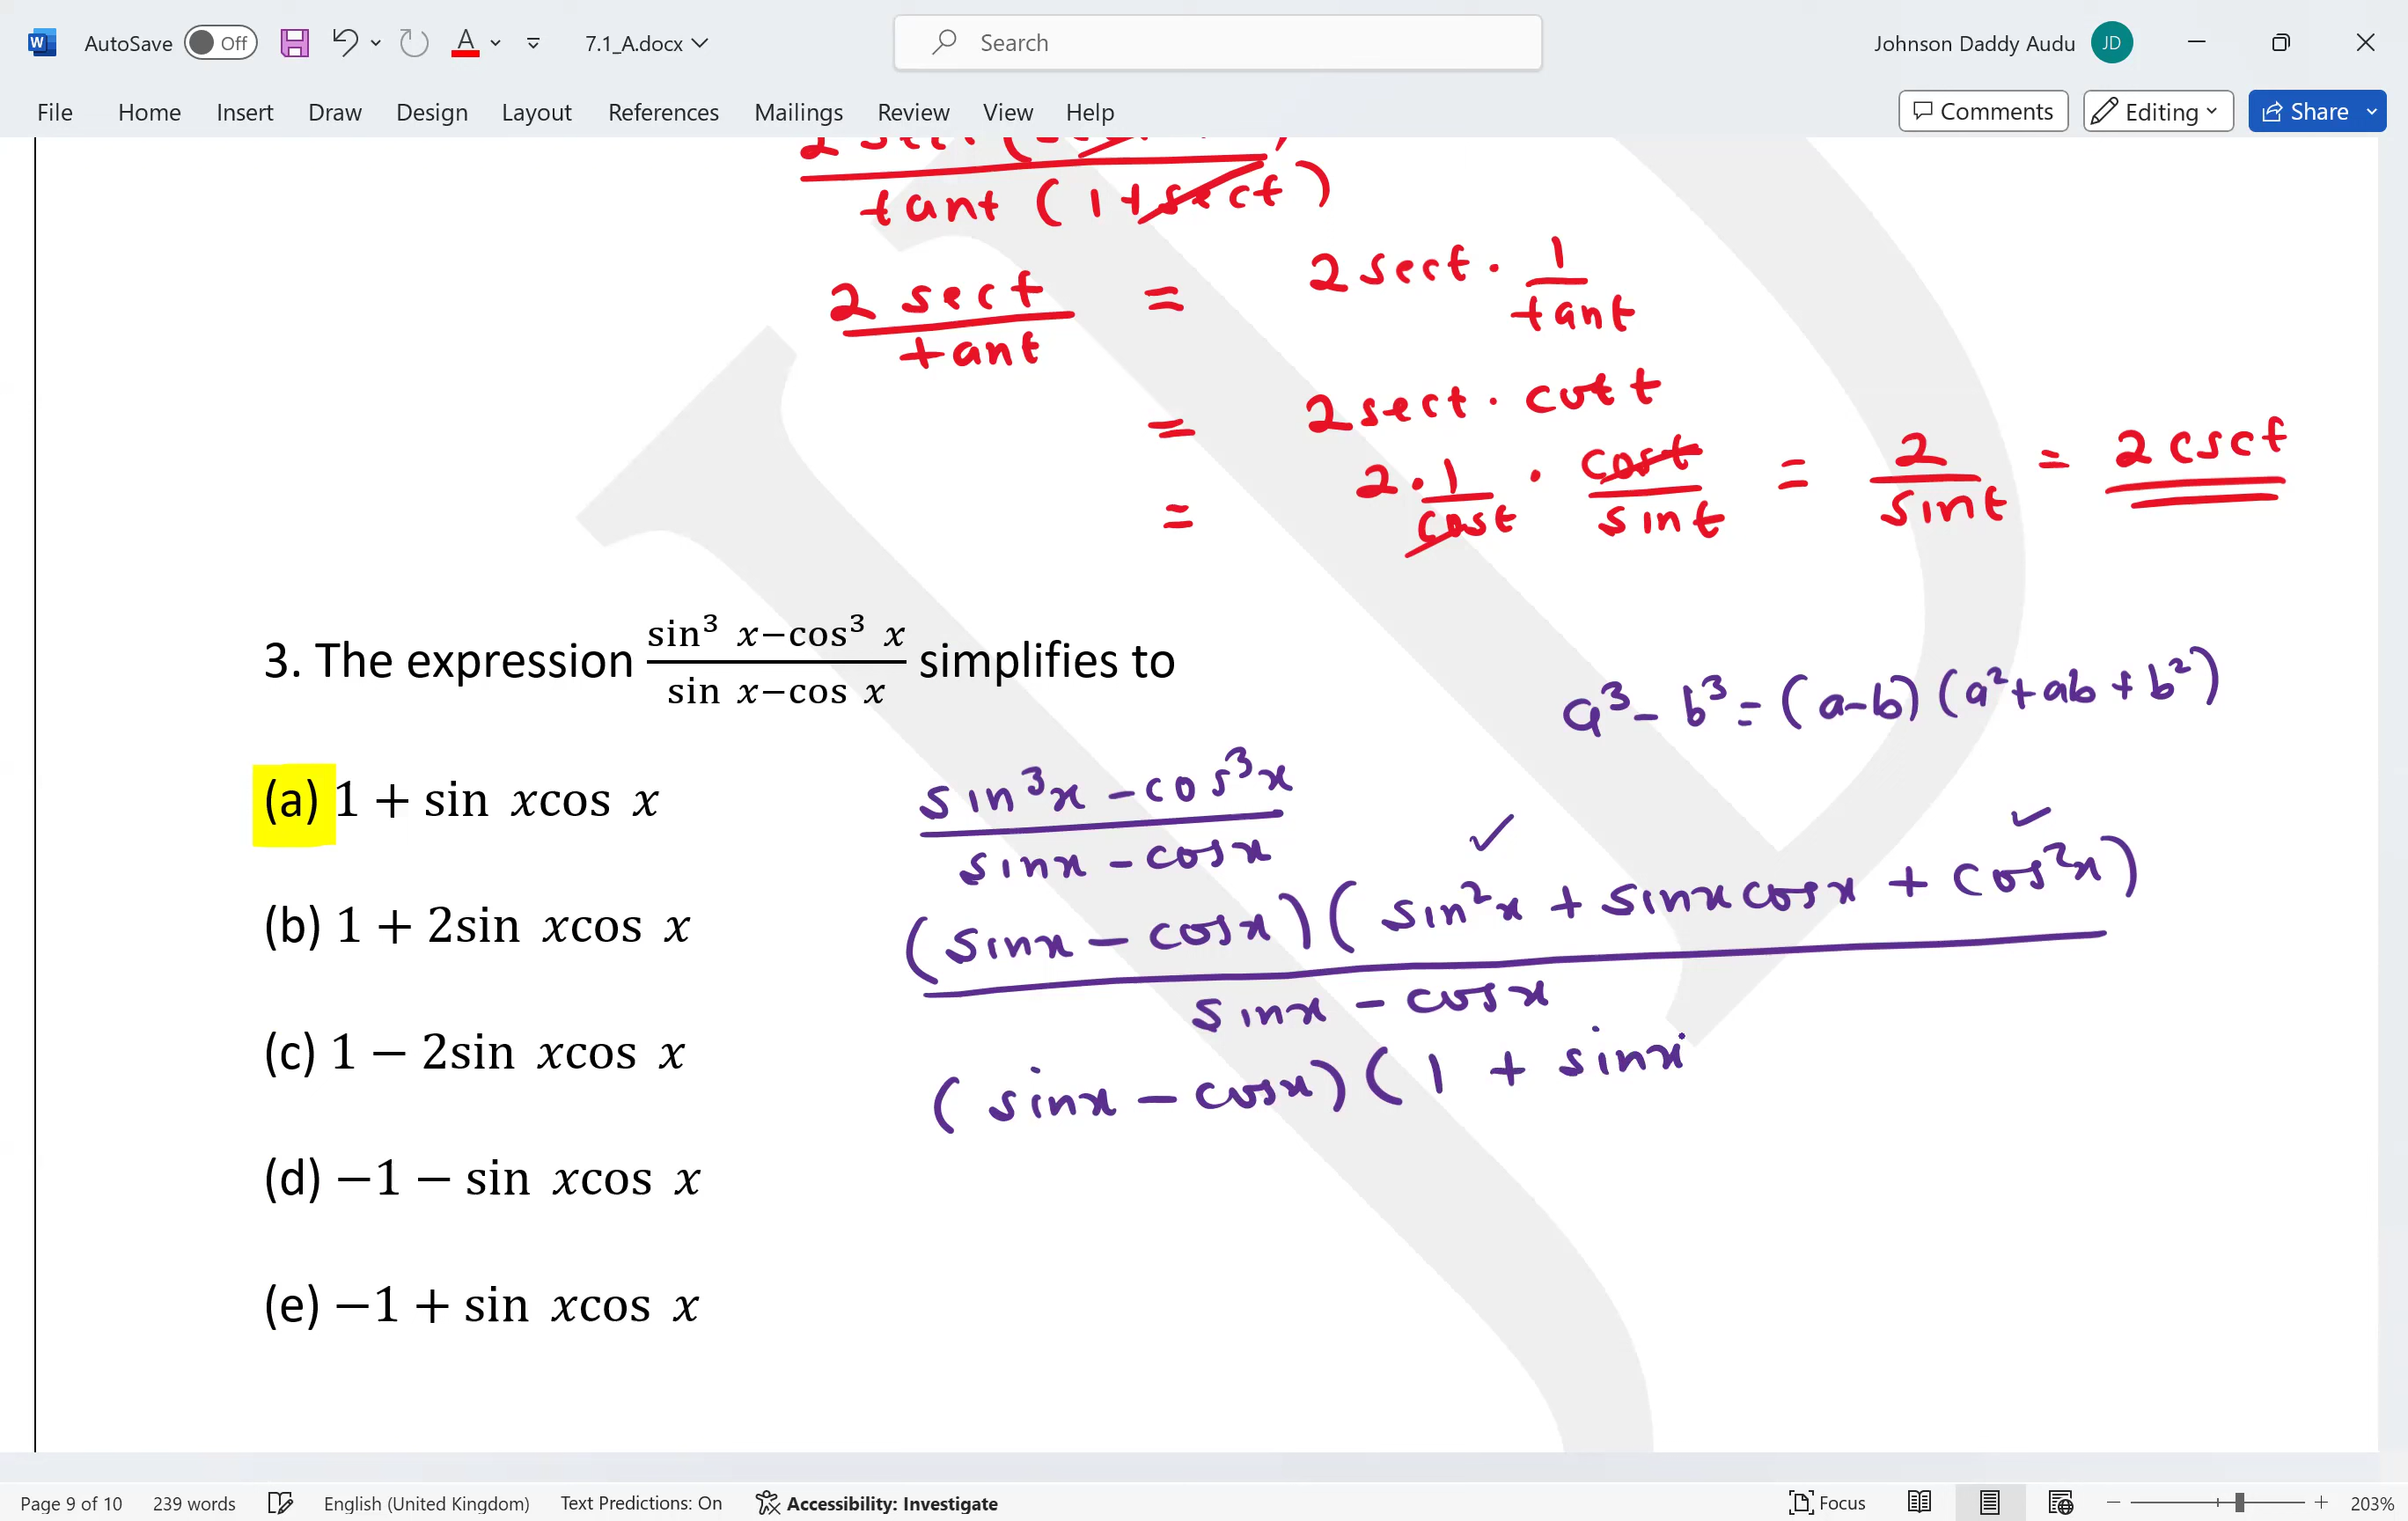 AutoSave Off 7.1_A.docx Search Johnson Daddy Audu JD
File Home Insert Draw Design Layout References Mailings Review View Help Comments Editing Share
tant (1+sect)
2 sect / tant = 2 sect · 1 / tant
= 2 sect · cot t
= 2 · 1 / cost · cost / sint = 2 / sint = 2 csct
3. The expression sin³ x−cos³ x / sin x−cos x simplifies to
a³ − b³ = (a−b)(a²+ab+b²)
(a) 1 + sin xcos x
sin³x − cos³x / sinx − cosx
(b) 1 + 2sin xcos x
(sinx − cosx)(sin²x + sinx cosx + cos²x) / sinx − cosx
(c) 1 − 2sin xcos x
(sinx − cosx)(1 + sinx
(d) −1 − sin xcos x
(e) −1 + sin xcos x
Page 9 of 10 239 words English (United Kingdom) Text Predictions: On Accessibility: Investigate Focus 203%